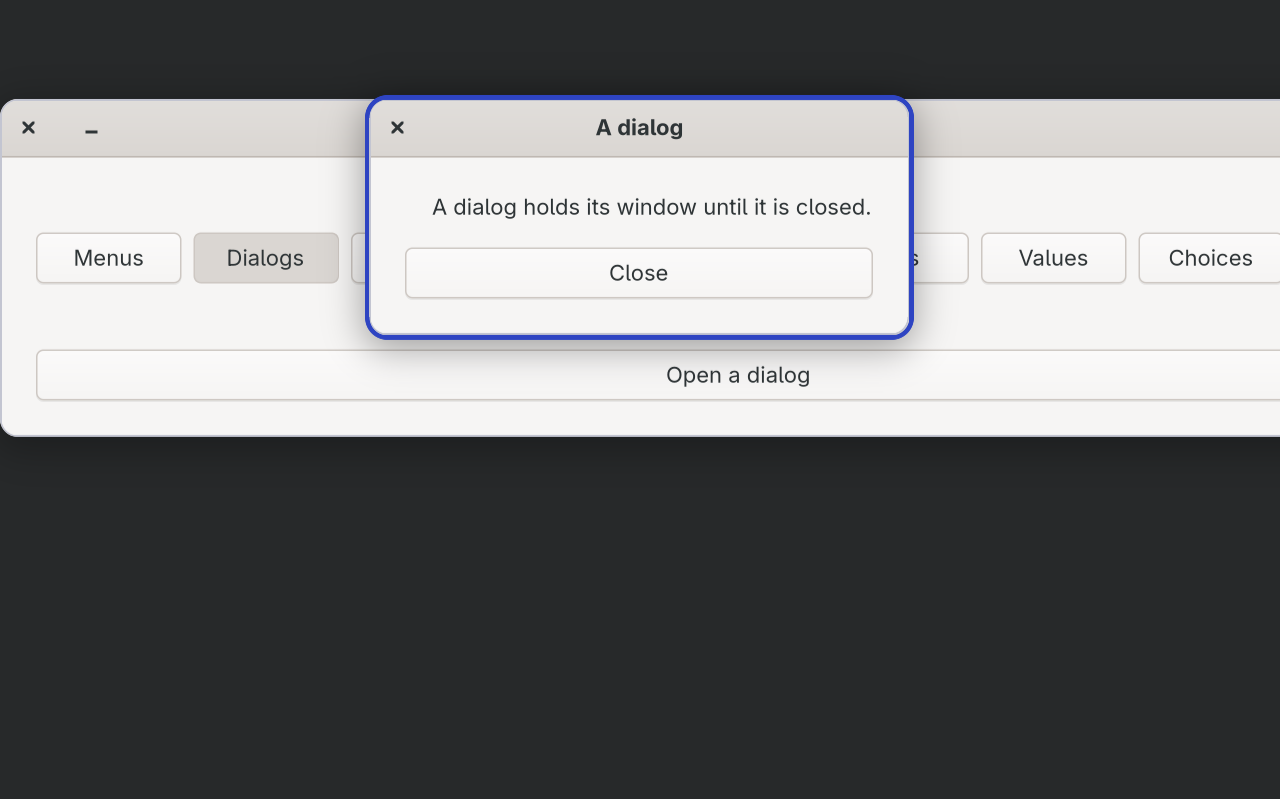 A dialog
A dialog holds its window until it is closed.
Menus
Dialogs
Close
Values
Choices
Open a dialog